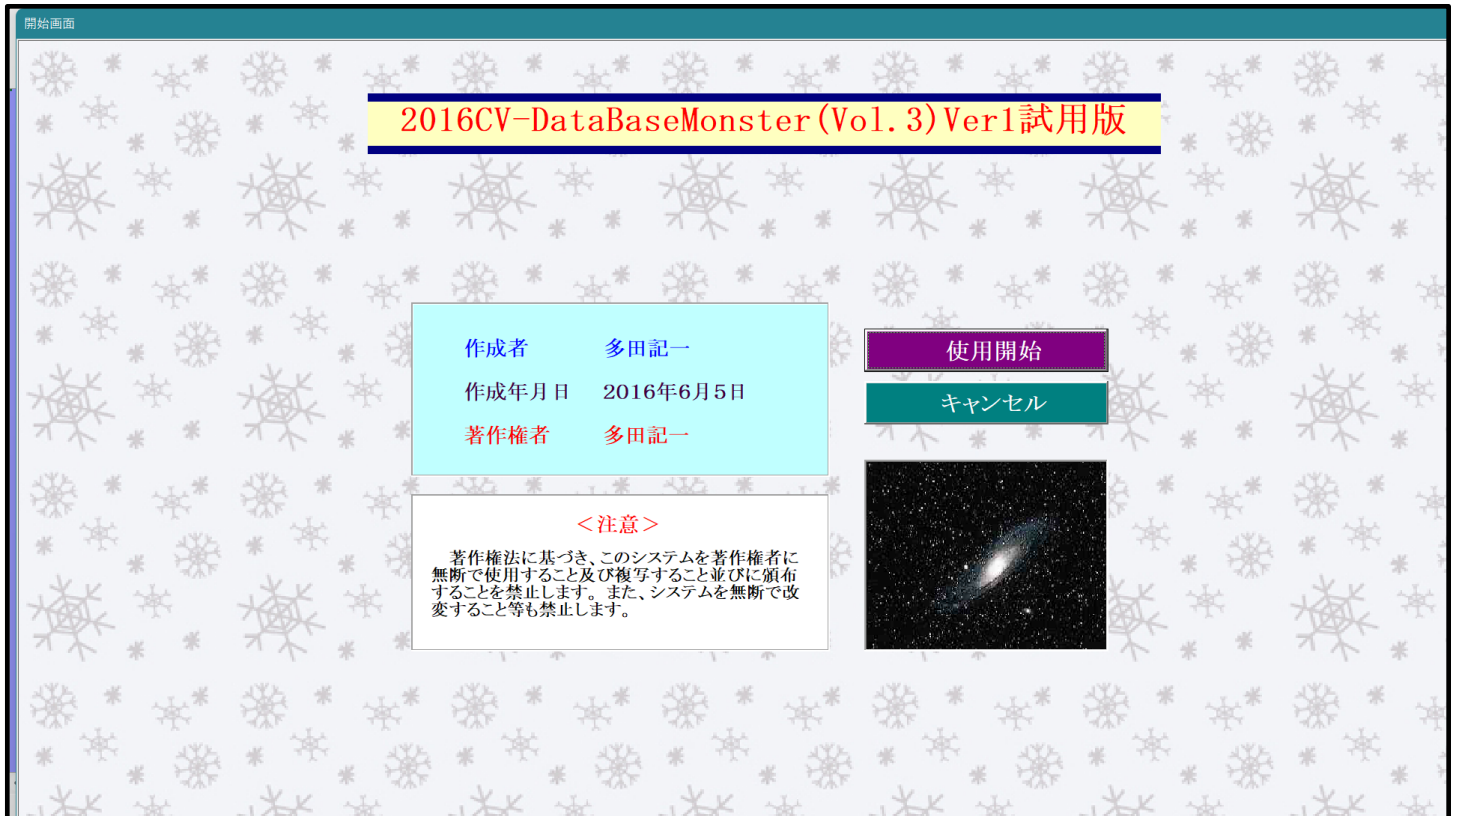 開始画面
2016CV-DataBaseMonster(Vol.3)Ver1試用版
作成者 多田記一
作成年月日 2016年6月5日
著作権者 多田記一
使用開始
キャンセル
＜注意＞
著作権法に基づき、このシステムを著作権者に
無断で使用すること及び複写すること並びに頒布
することを禁止します。また、システムを無断で改
変すること等も禁止します。